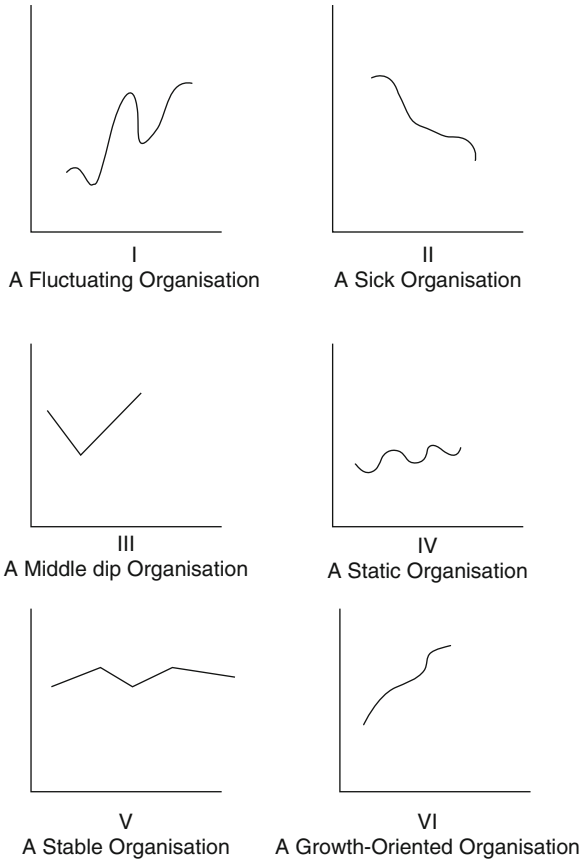 I
A Fluctuating Organisation
II
A Sick Organisation
III
A Middle dip Organisation
IV
A Static Organisation
V
A Stable Organisation
VI
A Growth-Oriented Organisation